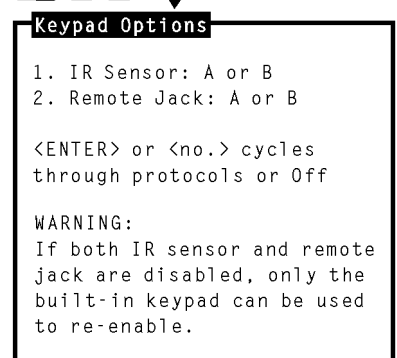 Keypad Options
1. IR Sensor: A or B
2. Remote Jack: A or B
<ENTER> or <no.> cycles
through protocols or Off
WARNING:
If both IR sensor and remote
jack are disabled, only the
built-in keypad can be used
to re-enable.